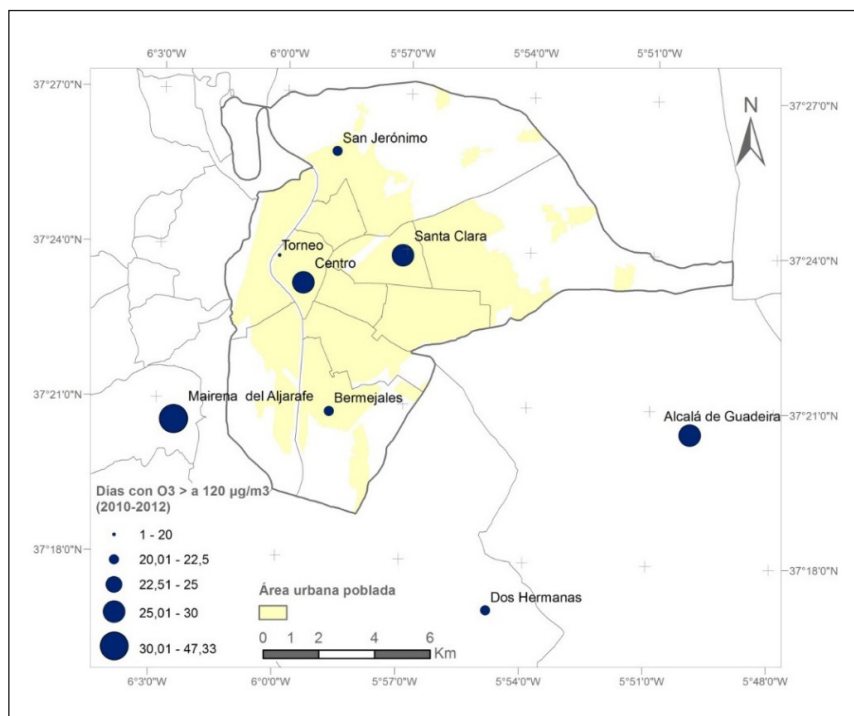 6°3'0"W 6°0'0"W 5°57'0"W 5°54'0"W 5°51'0"W
37°27'0"N 37°27'0"N
N
San Jerónimo
37°24'0"N 37°24'0"N
Santa Clara
Torneo
Centro
37°21'0"N 37°21'0"N
Mairena del Aljarafe Bermejales
Alcalá de Guadeira
Días con O3 > a 120 µg/m3
(2010-2012)
1 - 20
20,01 - 22,5
22,51 - 25
25,01 - 30
30,01 - 47,33
37°18'0"N 37°18'0"N
Dos Hermanas
Área urbana poblada
0 1 2 4 6
Km
6°3'0"W 6°0'0"W 5°57'0"W 5°54'0"W 5°51'0"W 5°48'0"W